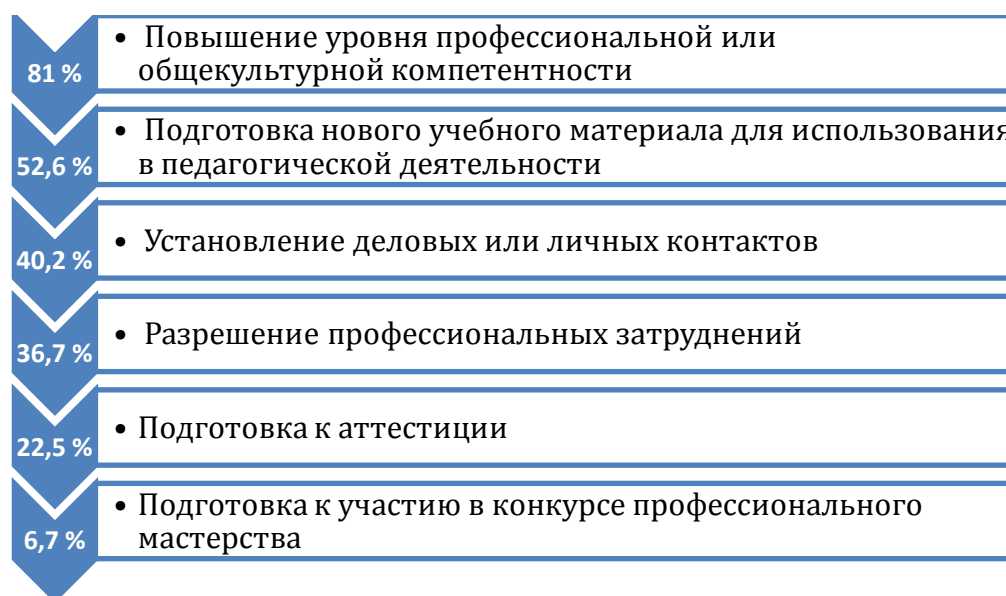 81 %
• Повышение уровня профессиональной или
общекультурной компетентности
52,6 %
• Подготовка нового учебного материала для использования
в педагогической деятельности
40,2 %
• Установление деловых или личных контактов
36,7 %
• Разрешение профессиональных затруднений
22,5 %
• Подготовка к аттестиции
6,7 %
• Подготовка к участию в конкурсе профессионального
мастерства